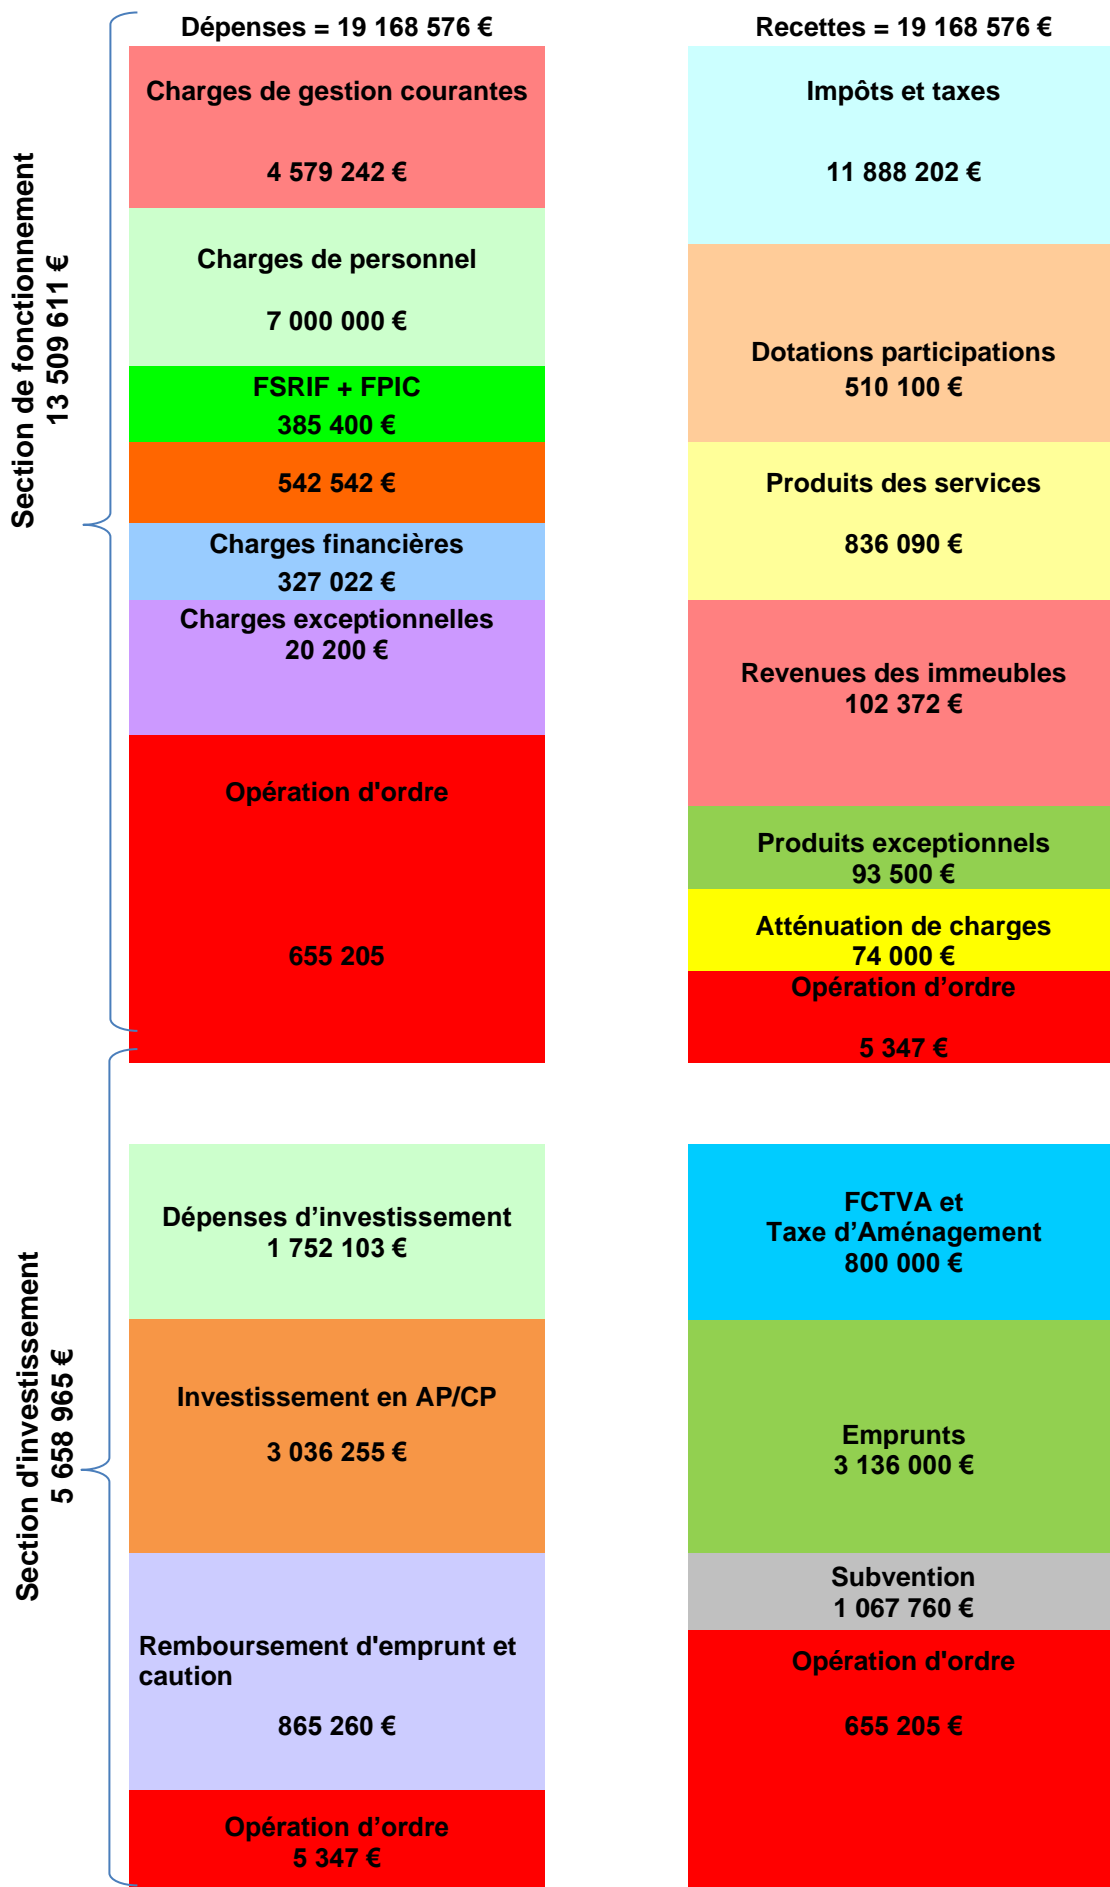 Dépenses = 19 168 576 €
Recettes = 19 168 576 €
Section de fonctionnement
13 509 611 €
Charges de gestion courantes
4 579 242 €
Charges de personnel
7 000 000 €
FSRIF + FPIC
385 400 €
542 542 €
Charges financières
327 022 €
Charges exceptionnelles
20 200 €
Opération d'ordre
655 205
Impôts et taxes
11 888 202 €
Dotations participations
510 100 €
Produits des services
836 090 €
Revenues des immeubles
102 372 €
Produits exceptionnels
93 500 €
Atténuation de charges
74 000 €
Opération d’ordre
5 347 €
Section d'investissement
5 658 965 €
Dépenses d’investissement
1 752 103 €
Investissement en AP/CP
3 036 255 €
Remboursement d'emprunt et
caution
865 260 €
Opération d’ordre
5 347 €
FCTVA et
Taxe d’Aménagement
800 000 €
Emprunts
3 136 000 €
Subvention
1 067 760 €
Opération d'ordre
655 205 €